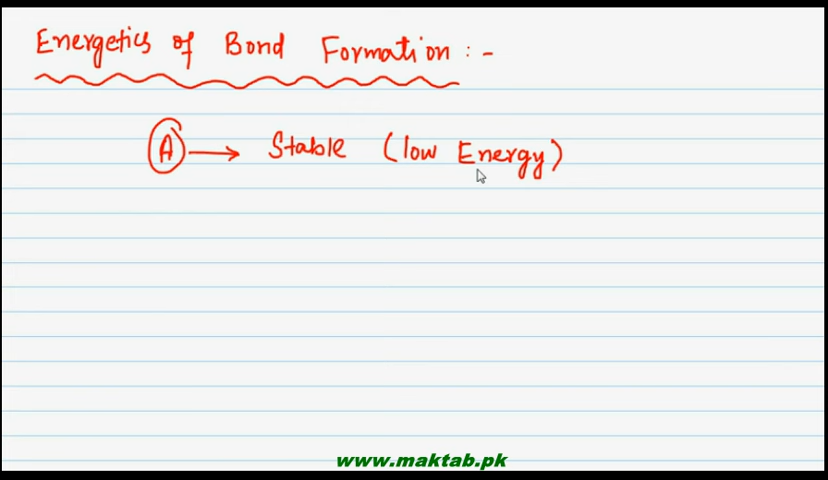 Energetics of Bond Formation :-
A → Stable (low Energy)
www.maktab.pk